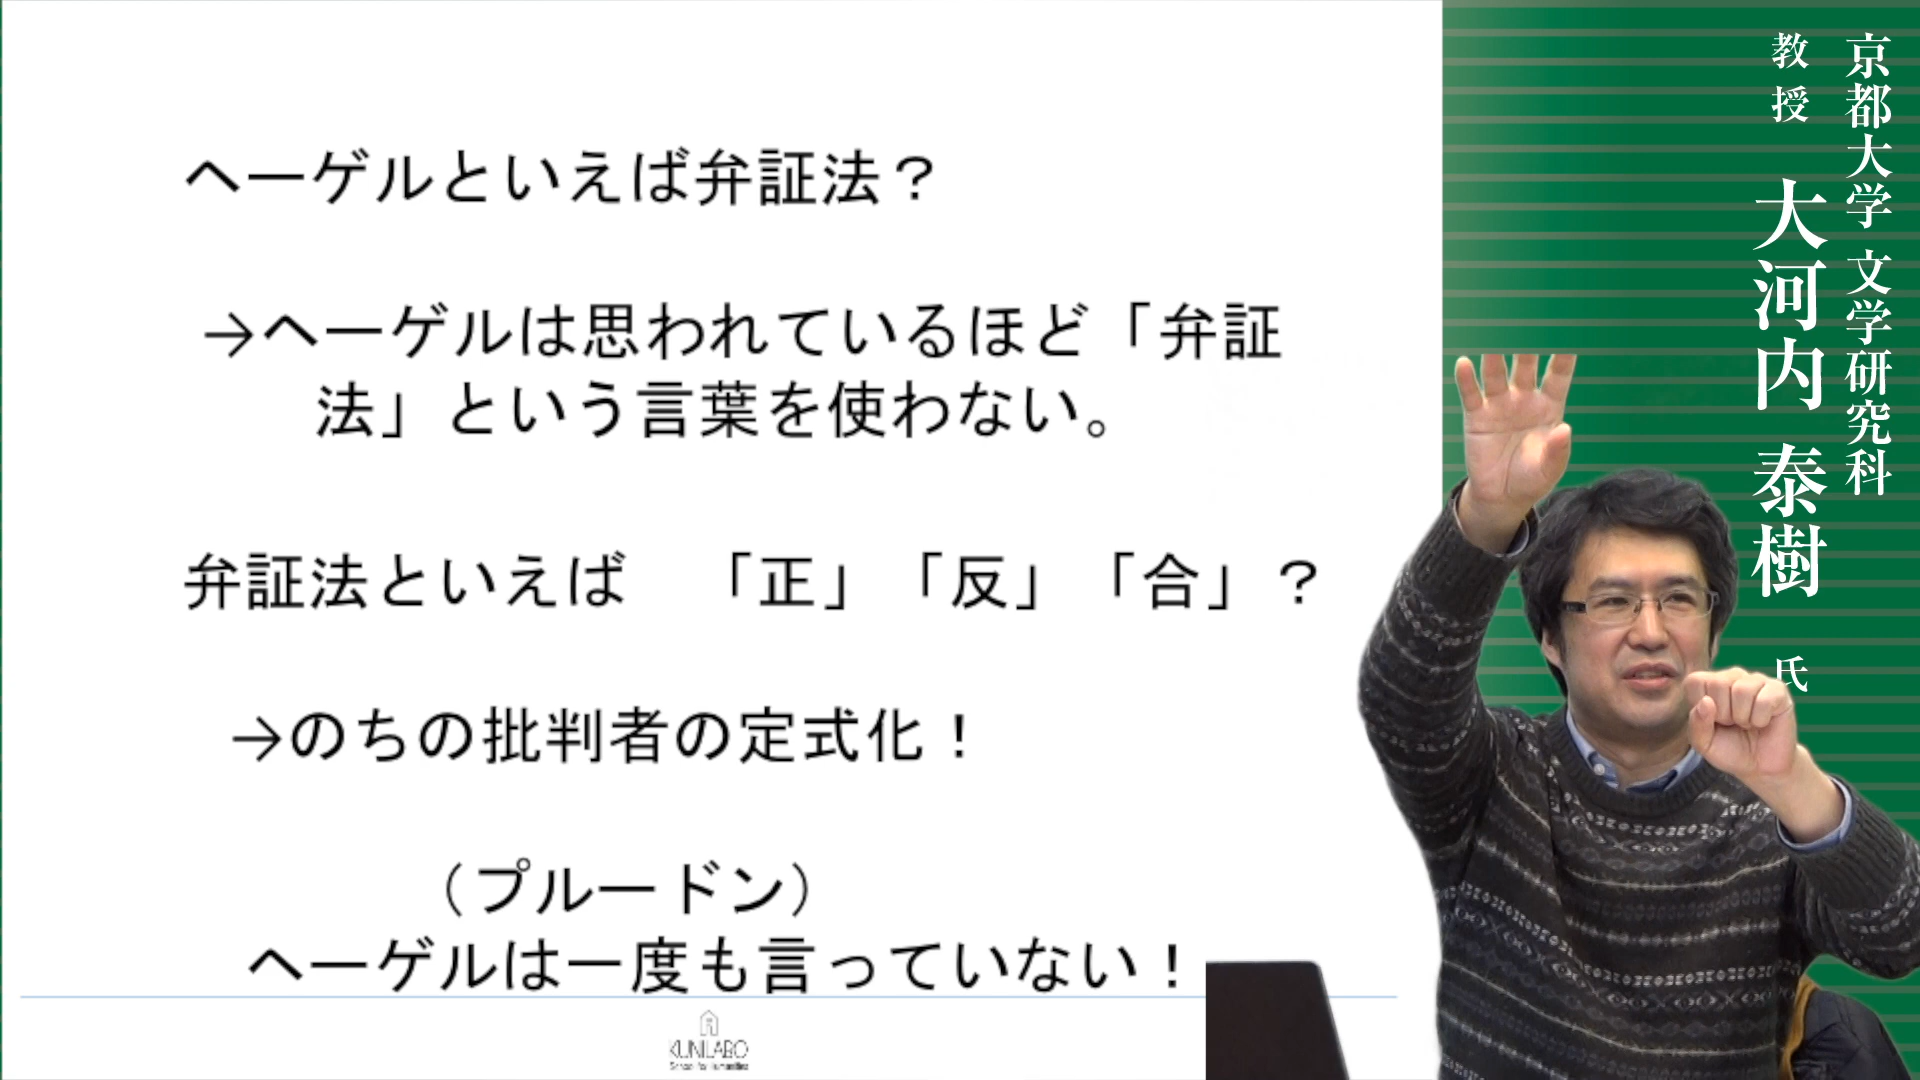 ヘーゲルといえば弁証法？
→ヘーゲルは思われているほど「弁証
法」という言葉を使わない。
弁証法といえば　「正」「反」「合」？
→のちの批判者の定式化！
（プルードン）
ヘーゲルは一度も言っていない！
KUNILABO
School for Humanities
京都大学 文学研究科
教授 大河内 泰樹 氏